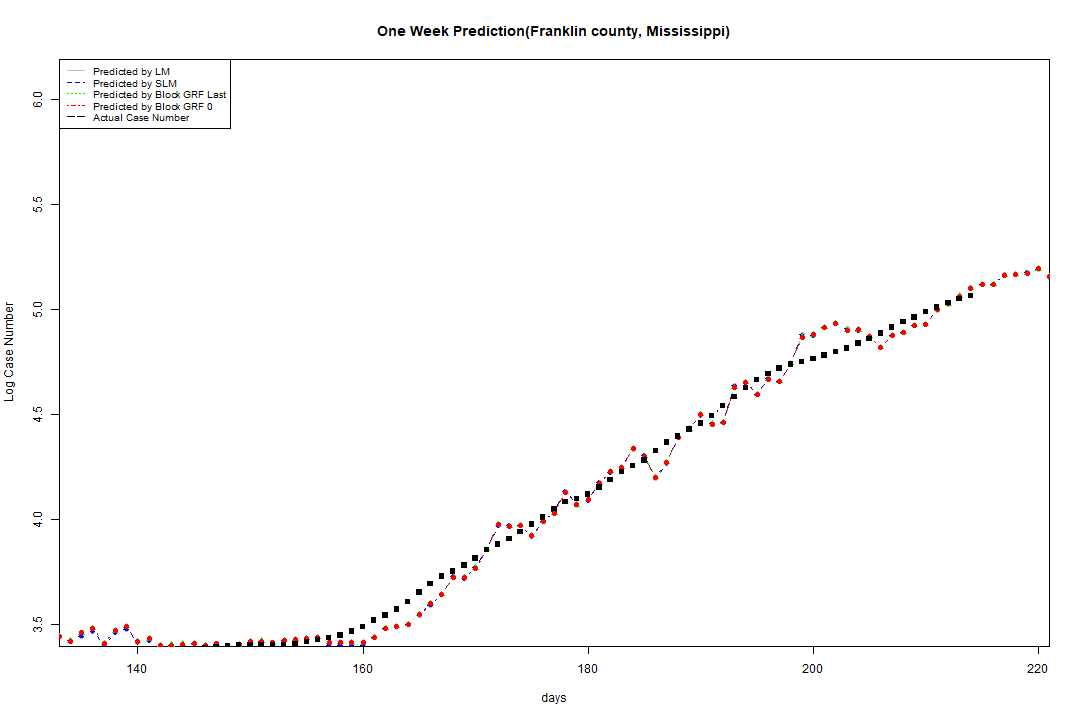 One Week Prediction(Franklin county, Mississippi)
Predicted by LM
Predicted by SLM
Predicted by Block GRF Last
Predicted by Block GRF 0
Actual Case Number
6.0
5.5
5.0
4.5
4.0
3.5
Log Case Number
140 160 180 200 220
days